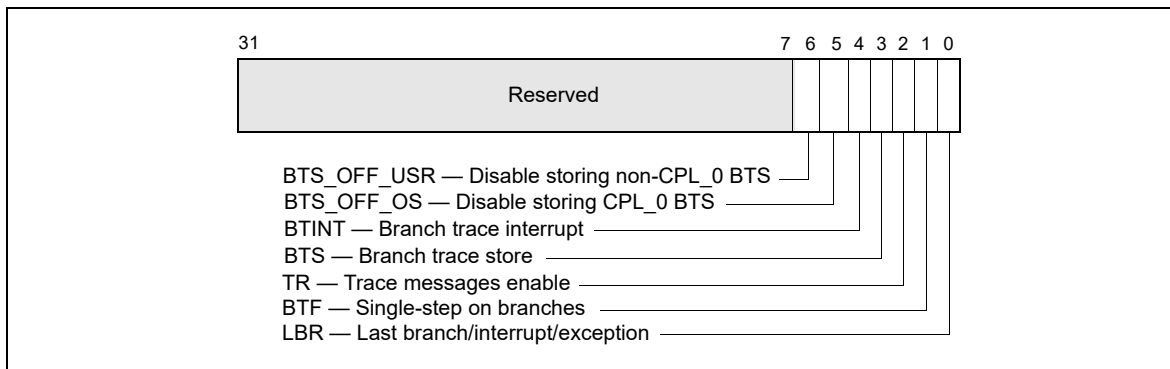 31 7 6 5 4 3 2 1 0
Reserved
BTS_OFF_USR — Disable storing non-CPL_0 BTS
BTS_OFF_OS — Disable storing CPL_0 BTS
BTINT — Branch trace interrupt
BTS — Branch trace store
TR — Trace messages enable
BTF — Single-step on branches
LBR — Last branch/interrupt/exception